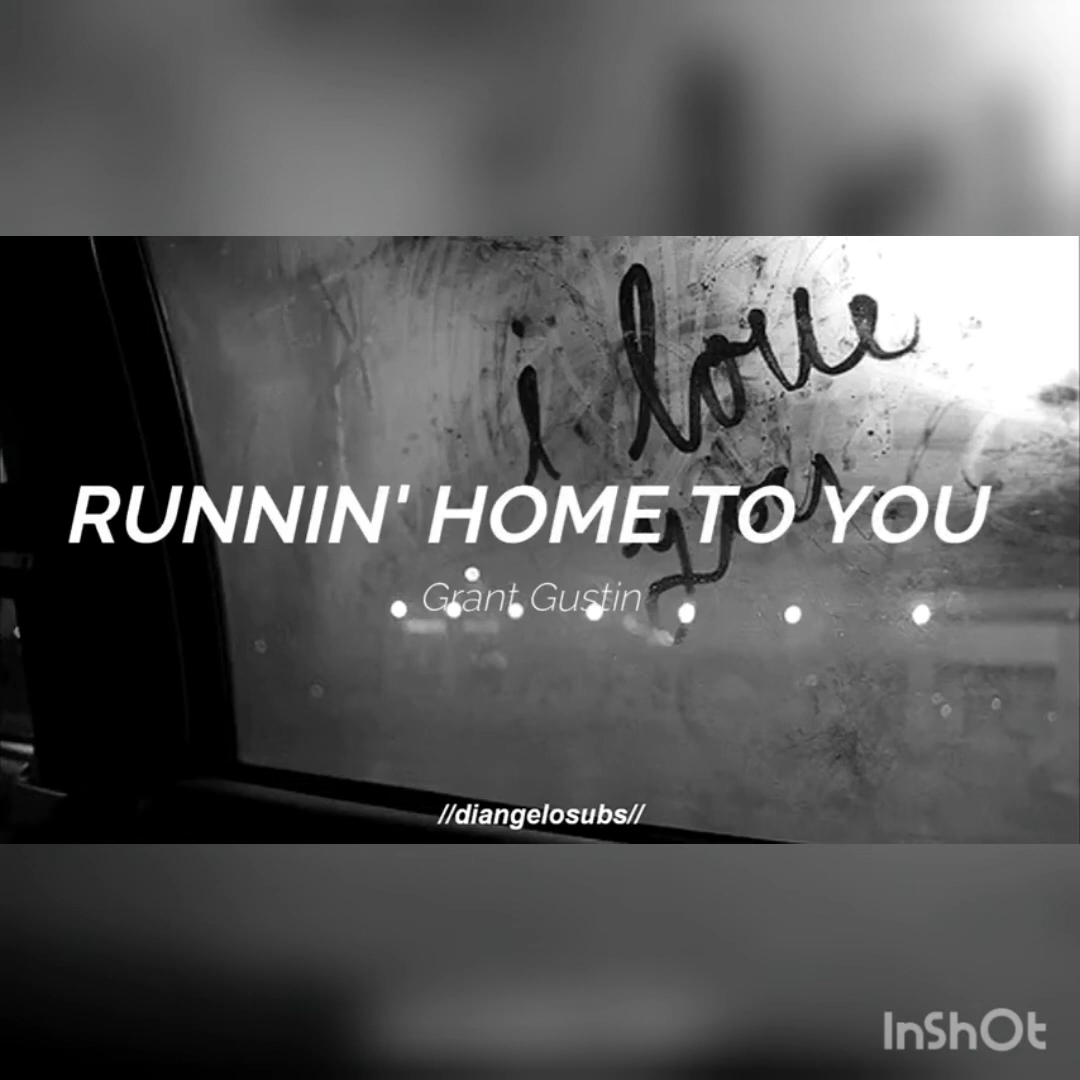 i love
you
RUNNIN' HOME TO YOU
Grant Gustin
//diangelosubs//
InShOt